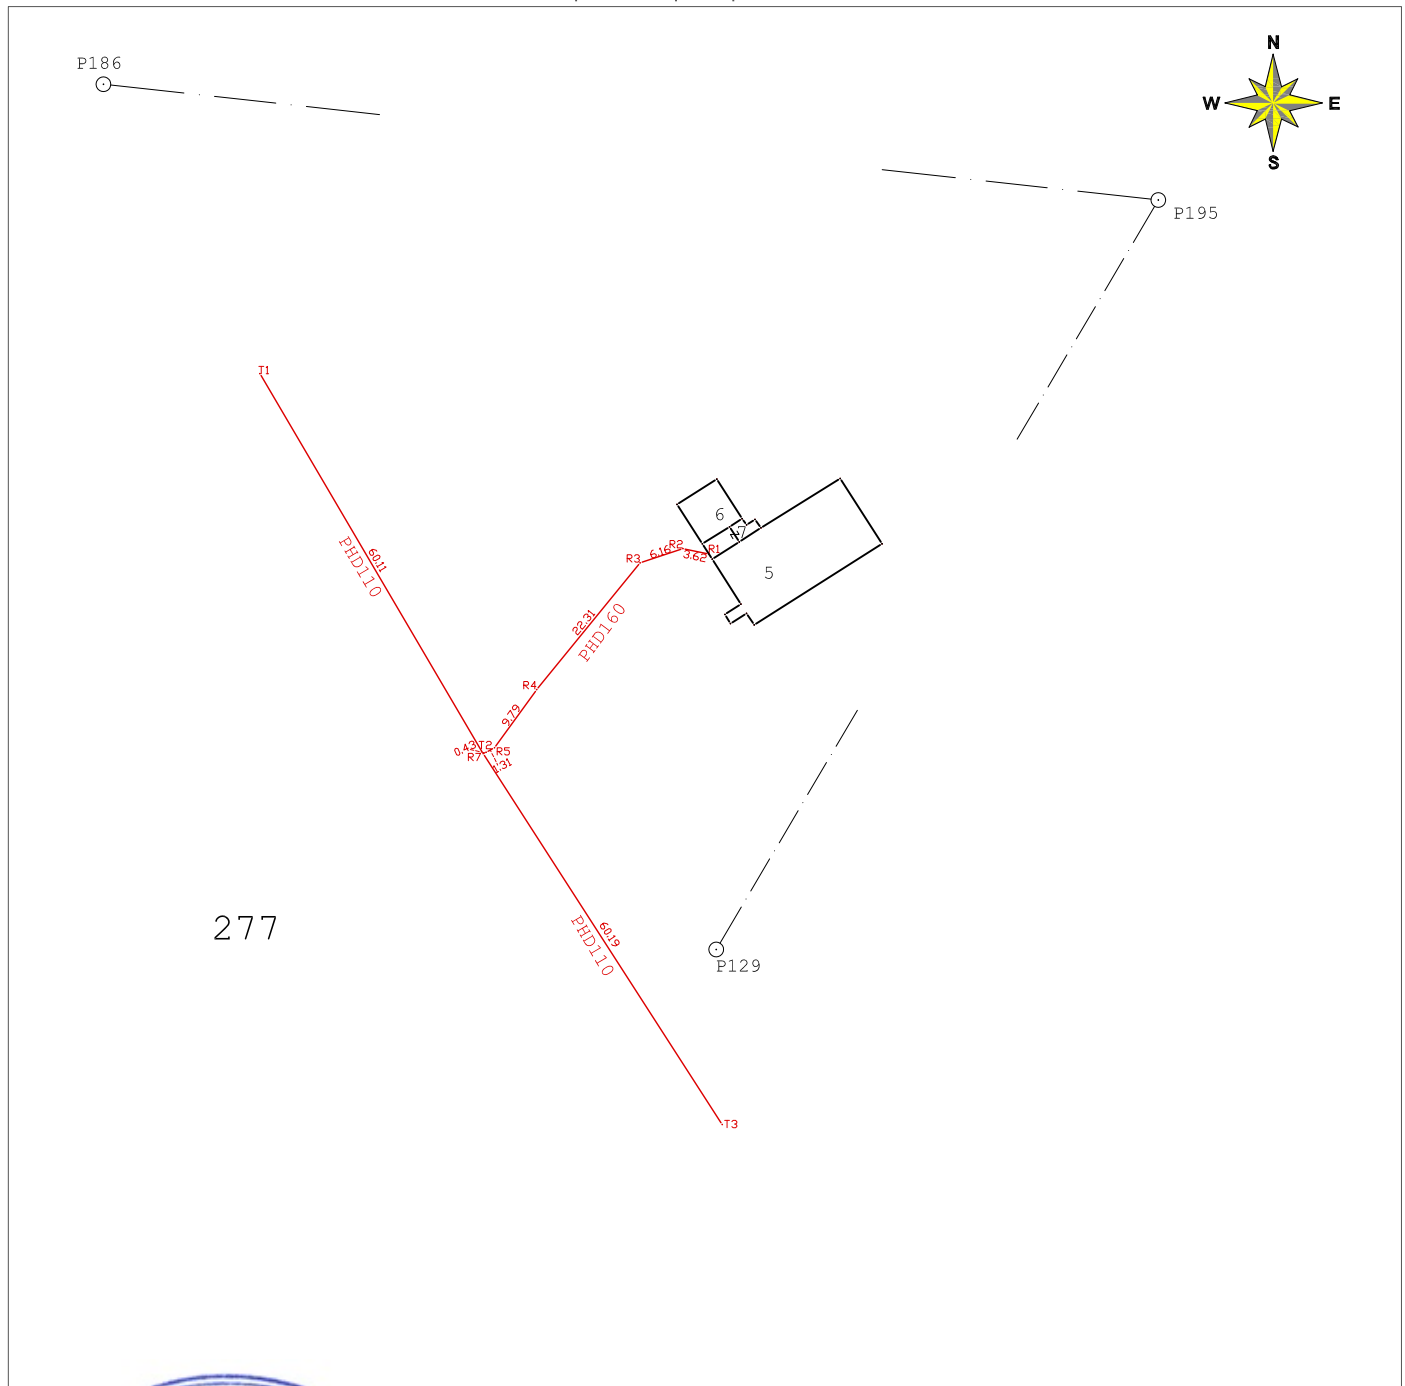 N
P186
W
E
S
P195
T1
6
7
R1
R2
6.16
3.62
R3
5
60.11
PHD110
22.31
PHD160
R4
9.79
0.43
T2
R5
R7
1.31
277
60.19
PHD110
P129
T3